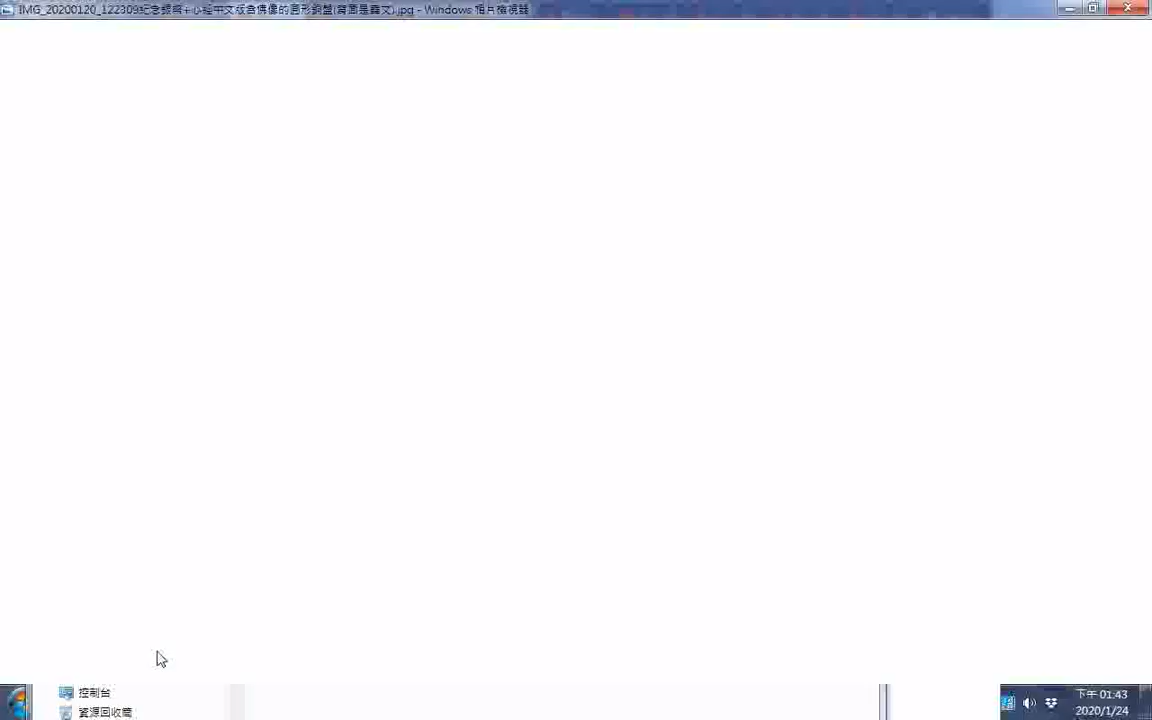 IMG_20200120_122309紀念銀幣+心經中文版含佛像的圓形銅盤(背面是藏文).jpg - Windows 相片檢視器
控制台
資源回收筒
下午 01:43
2020/1/24